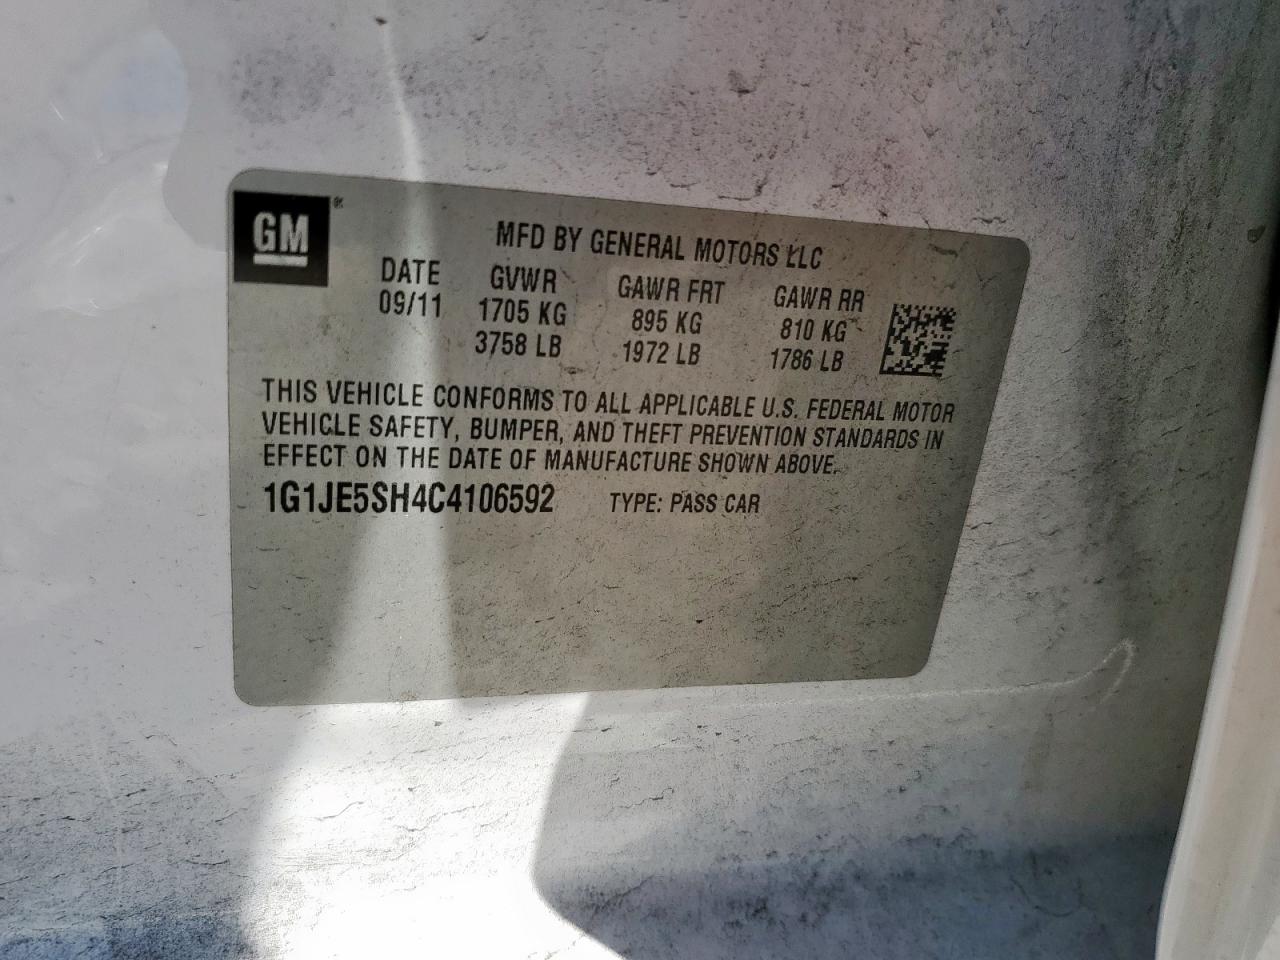 GM ®
MFD BY GENERAL MOTORS LLC
DATE GVWR GAWR FRT GAWR RR
09/11 1705 KG 895 KG 810 KG
3758 LB 1972 LB 1786 LB
THIS VEHICLE CONFORMS TO ALL APPLICABLE U.S. FEDERAL MOTOR
VEHICLE SAFETY, BUMPER, AND THEFT PREVENTION STANDARDS IN
EFFECT ON THE DATE OF MANUFACTURE SHOWN ABOVE.
1G1JE5SH4C4106592 TYPE: PASS CAR